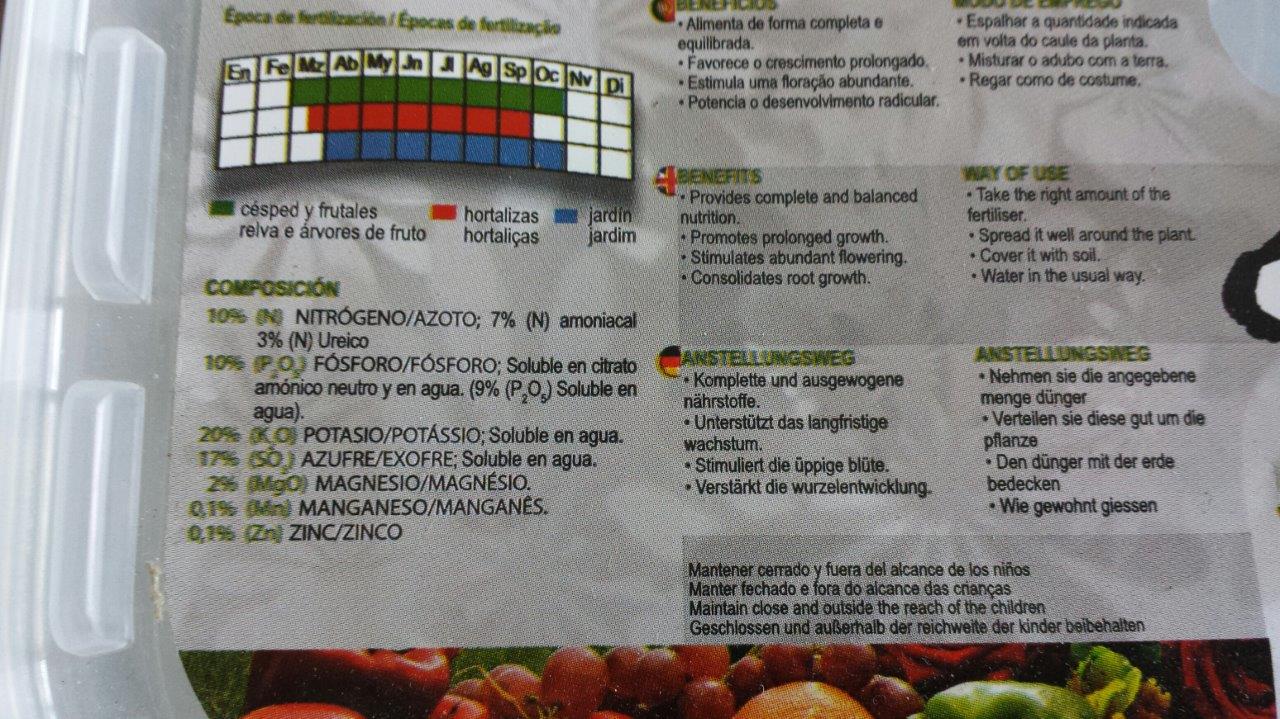 Época de fertilización / Épocas de fertilização
En Fe Mz Ab My Jn Jl Ag Sp Oc Nv Di
césped y frutales
relva e árvores de fruto
hortalizas
hortaliças
jardín
jardim
COMPOSICIÓN
10% (N) NITRÓGENO/AZOTO; 7% (N) amoniacal
3% (N) Ureico
10% (P₂O₅) FÓSFORO/FÓSFORO; Soluble en citrato
amónico neutro y en agua. (9% (P₂O₅) Soluble en
agua).
20% (K₂O) POTASIO/POTÁSSIO; Soluble en agua.
17% (SO₃) AZUFRE/EXOFRE; Soluble en agua.
2% (MgO) MAGNESIO/MAGNÉSIO.
0,1% (Mn) MANGANESO/MANGANÊS.
0,1% (Zn) ZINC/ZINCO
BENEFÍCIOS
• Alimenta de forma completa e
equilibrada.
• Favorece o crescimento prolongado.
• Estimula uma floração abundante.
• Potencia o desenvolvimento radicular.
MODO DE EMPREGO
• Espalhar a quantidade indicada
em volta do caule da planta.
• Misturar o adubo com a terra.
• Regar como de costume.
BENEFITS
• Provides complete and balanced
nutrition.
• Promotes prolonged growth.
• Stimulates abundant flowering.
• Consolidates root growth.
WAY OF USE
• Take the right amount of the
fertiliser.
• Spread it well around the plant.
• Cover it with soil.
• Water in the usual way.
ANSTELLUNGSWEG
• Komplette und ausgewogene
nährstoffe.
• Unterstützt das langfristige
wachstum.
• Stimuliert die üppige blüte.
• Verstärkt die wurzelentwicklung.
ANSTELLUNGSWEG
• Nehmen sie die angegebene
menge dünger
• Verteilen sie diese gut um die
pflanze
• Den dünger mit der erde
bedecken
• Wie gewohnt giessen
Mantener cerrado y fuera del alcance de los niños
Manter fechado e fora do alcance das crianças
Maintain close and outside the reach of the children
Geschlossen und außerhalb der reichweite der kinder beibehalten